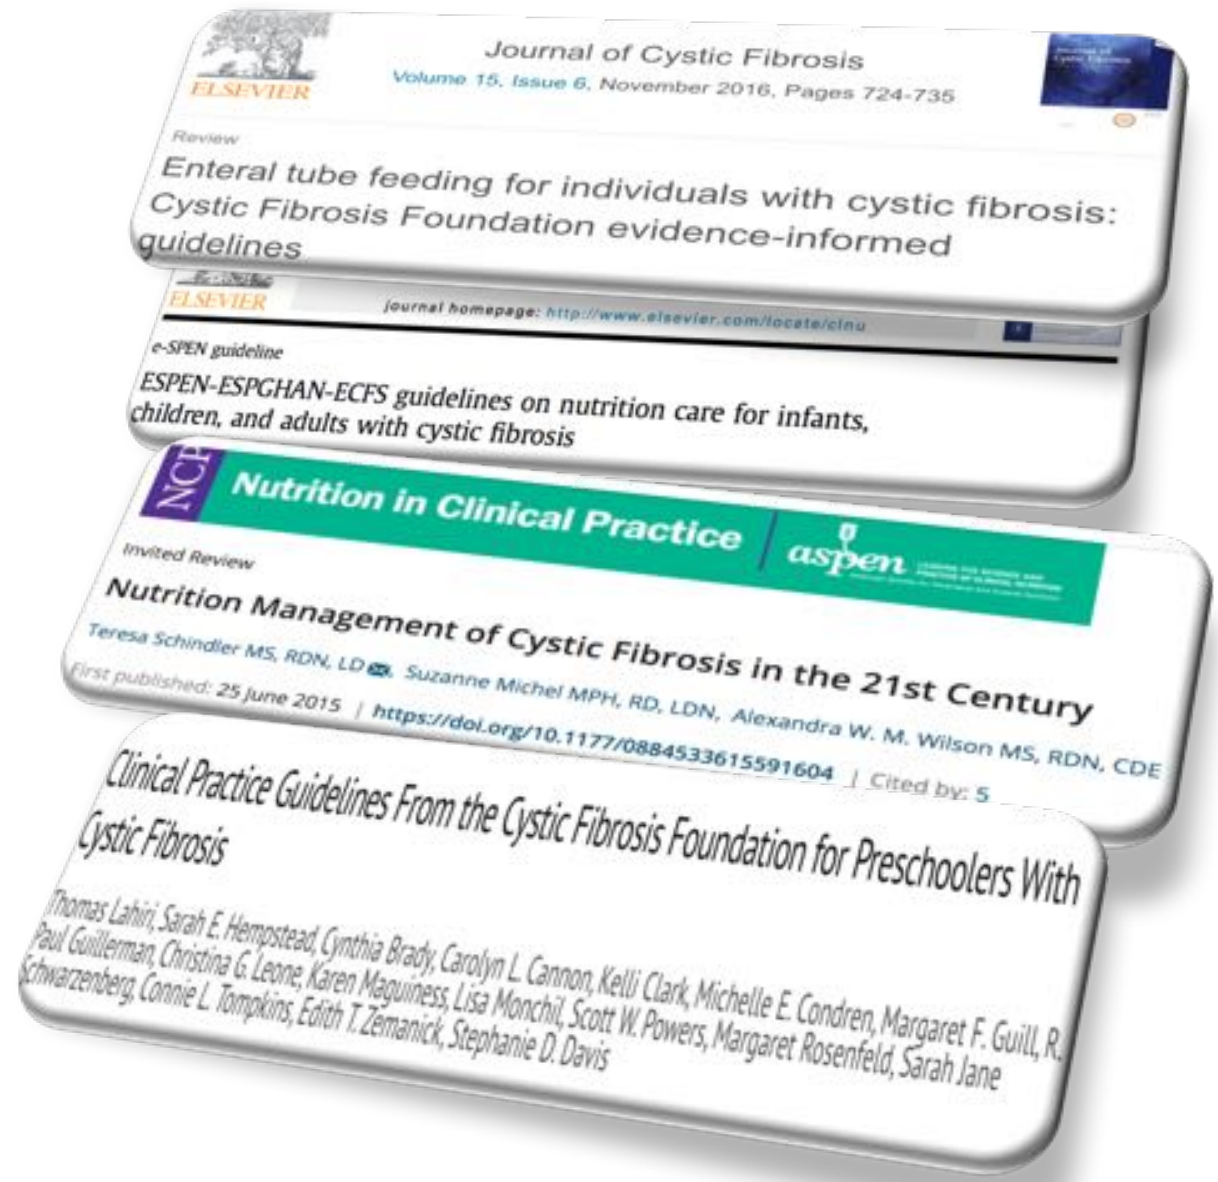 ELSEVIER
Journal of Cystic Fibrosis
Volume 15, Issue 6, November 2016, Pages 724-735
Journal of
Cystic Fibrosis
Review
Enteral tube feeding for individuals with cystic fibrosis:
Cystic Fibrosis Foundation evidence-informed
guidelines
ELSEVIER
journal homepage: http://www.elsevier.com/locate/clnu
e-SPEN guideline
ESPEN-ESPGHAN-ECFS guidelines on nutrition care for infants,
children, and adults with cystic fibrosis
NCP
Nutrition in Clinical Practice
aspen
Invited Review
Nutrition Management of Cystic Fibrosis in the 21st Century
Teresa Schindler MS, RDN, LD, Suzanne Michel MPH, RD, LDN, Alexandra W. M. Wilson MS, RDN, CDE
First published: 25 June 2015 | https://doi.org/10.1177/0884533615591604 | Cited by: 5
Clinical Practice Guidelines From the Cystic Fibrosis Foundation for Preschoolers With
Cystic Fibrosis
Thomas Lahiri, Sarah E. Hempstead, Cynthia Brady, Carolyn L. Cannon, Kelli Clark, Michelle E. Condren, Margaret F. Guill, R.
Paul Guillerman, Christina G. Leone, Karen Maguiness, Lisa Monchil, Scott W. Powers, Margaret Rosenfeld, Sarah Jane
Schwarzenberg, Connie L. Tompkins, Edith T. Zemanick, Stephanie D. Davis